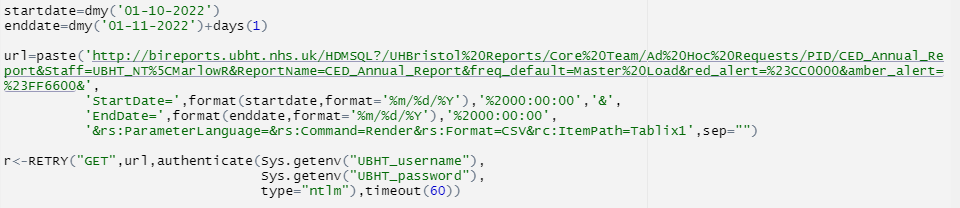 startdate=dmy('01-10-2022')
enddate=dmy('01-11-2022')+days(1)
url=paste('http://bireports.ubht.nhs.uk/HDMSQL?/UHBristol%20Reports/Core%20Team/Ad%20Hoc%20Requests/PID/CED_Annual_Re
port&Staff=UBHT_NT%5CMarlowR&ReportName=CED_Annual_Report&freq_default=Master%20Load&red_alert=%23CC0000&amber_alert=
%23FF6600&',
'StartDate=',format(startdate,format='%m/%d/%Y'),'%2000:00:00','&',
'EndDate=',format(enddate,format='%m/%d/%Y'),'%2000:00:00',
'&rs:ParameterLanguage=&rs:Command=Render&rs:Format=CSV&rc:ItemPath=Tablix1',sep="")
r<-RETRY("GET",url,authenticate(Sys.getenv("UBHT_username"),
Sys.getenv("UBHT_password"),
type="ntlm"),timeout(60))